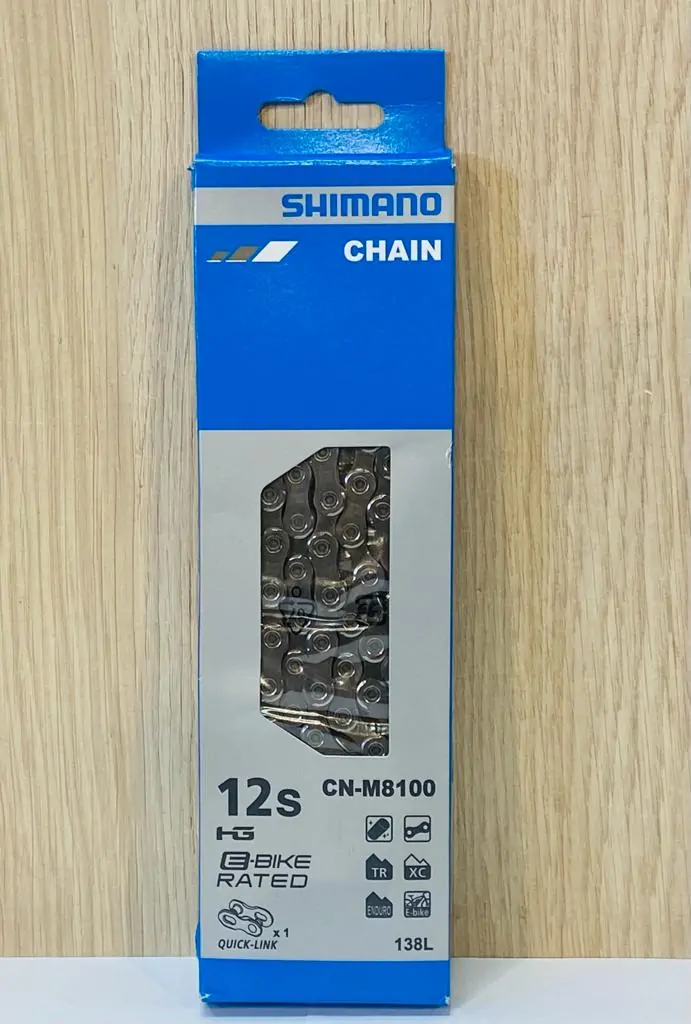 SHIMANO
CHAIN
12s
CN-M8100
HG
E-BIKE
RATED
TR
XC
ENDURO
E-bike
x 1
QUICK-LINK
138L